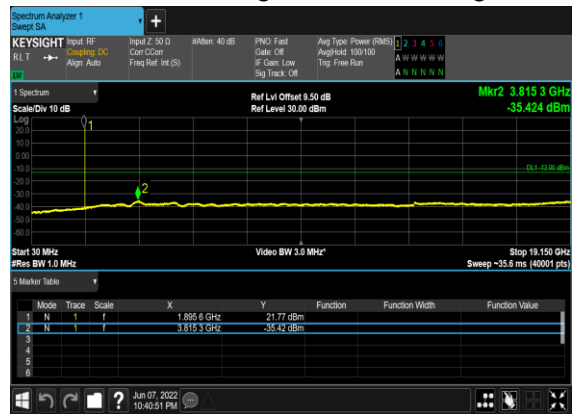 Spectrum Analyzer 1
Swept SA
+
KEYSIGHT Input: RF Input Z: 50 Ω #Atten: 40 dB PNO: Fast Avg Type: Power (RMS) 1 2 3 4 5 6
RLT Coupling: DC Corr CCorr Gate: Off Avg|Hold: 100/100 A W W W W W
Align: Auto Freq Ref: Int (S) IF Gain: Low Trig: Free Run
LXI Sig Track: Off A N N N N N
1 Spectrum Ref Lvl Offset 9.50 dB Mkr2 3.815 3 GHz
Scale/Div 10 dB Ref Level 30.00 dBm -35.424 dBm
Log
1
20.0
10.0
0.00
-10.0
DL1 -13.00 dBm
-20.0
2
-30.0
-40.0
-50.0
-60.0
Start 30 MHz Video BW 3.0 MHz* Stop 19.150 GHz
#Res BW 1.0 MHz Sweep ~35.6 ms (40001 pts)
5 Marker Table
Mode Trace Scale X Y Function Function Width Function Value
1 N 1 f 1.895 6 GHz 21.77 dBm
2 N 1 f 3.815 3 GHz -35.42 dBm
3
4
5
6
? Jun 07, 2022
10:40:51 PM